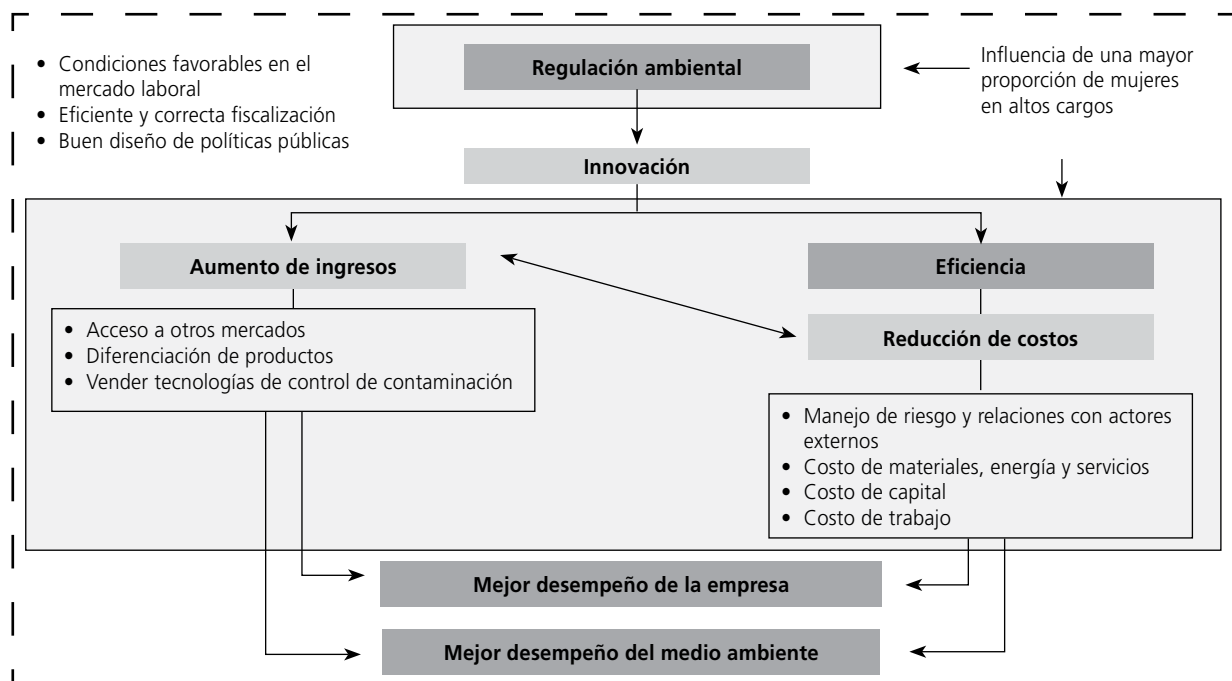 • Condiciones favorables en el
mercado laboral
• Eficiente y correcta fiscalización
• Buen diseño de políticas públicas
Regulación ambiental
Influencia de una mayor
proporción de mujeres
en altos cargos
Innovación
Aumento de ingresos
Eficiencia
• Acceso a otros mercados
• Diferenciación de productos
• Vender tecnologías de control de contaminación
Reducción de costos
• Manejo de riesgo y relaciones con actores
externos
• Costo de materiales, energía y servicios
• Costo de capital
• Costo de trabajo
Mejor desempeño de la empresa
Mejor desempeño del medio ambiente